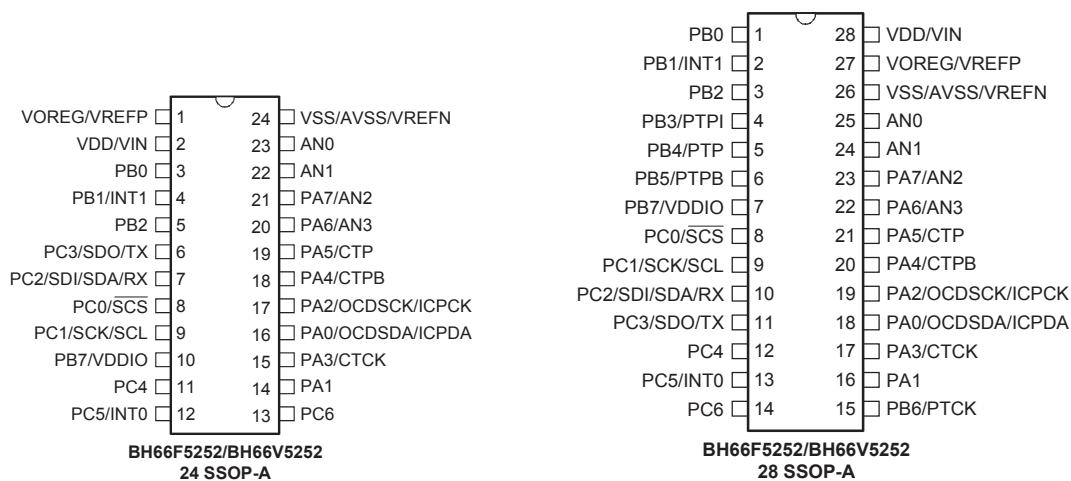 VOREG/VREFP 1 24 VSS/AVSS/VREFN
VDD/VIN 2 23 AN0
PB0 3 22 AN1
PB1/INT1 4 21 PA7/AN2
PB2 5 20 PA6/AN3
PC3/SDO/TX 6 19 PA5/CTP
PC2/SDI/SDA/RX 7 18 PA4/CTPB
PC0/SCS 8 17 PA2/OCDSCK/ICPCK
PC1/SCK/SCL 9 16 PA0/OCDSDA/ICPDA
PB7/VDDIO 10 15 PA3/CTCK
PC4 11 14 PA1
PC5/INT0 12 13 PC6
BH66F5252/BH66V5252
24 SSOP-A
PB0 1 28 VDD/VIN
PB1/INT1 2 27 VOREG/VREFP
PB2 3 26 VSS/AVSS/VREFN
PB3/PTPI 4 25 AN0
PB4/PTP 5 24 AN1
PB5/PTPB 6 23 PA7/AN2
PB7/VDDIO 7 22 PA6/AN3
PC0/SCS 8 21 PA5/CTP
PC1/SCK/SCL 9 20 PA4/CTPB
PC2/SDI/SDA/RX 10 19 PA2/OCDSCK/ICPCK
PC3/SDO/TX 11 18 PA0/OCDSDA/ICPDA
PC4 12 17 PA3/CTCK
PC5/INT0 13 16 PA1
PC6 14 15 PB6/PTCK
BH66F5252/BH66V5252
28 SSOP-A